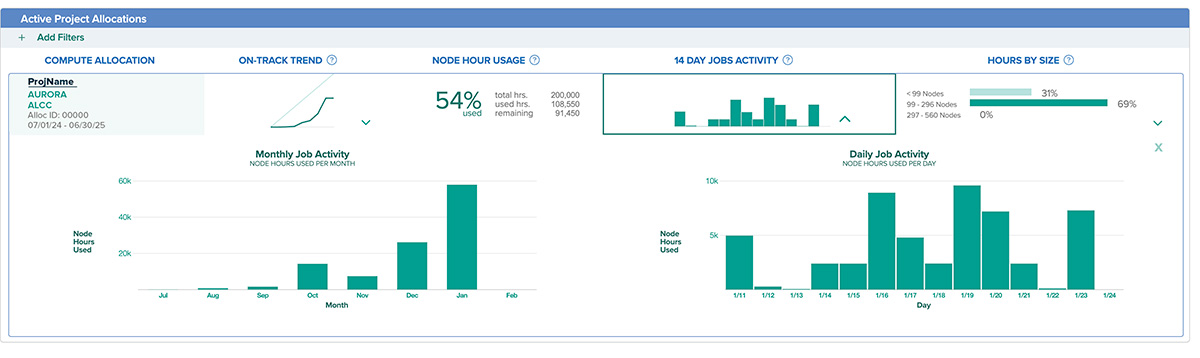 Active Project Allocations
+ Add Filters
COMPUTE ALLOCATION ON-TRACK TREND ? NODE HOUR USAGE ? 14 DAY JOBS ACTIVITY ? HOURS BY SIZE ?
ProjName
AURORA
ALCC
Alloc ID: 00000
07/01/24 - 06/30/25
54%
used
total hrs. 200,000
used hrs. 108,550
remaining 91,450
< 99 Nodes 31%
99 - 296 Nodes 69%
297 - 560 Nodes 0%
X
Monthly Job Activity
NODE HOURS USED PER MONTH
60k
40k
20k
Node
Hours
Used
Jul Aug Sep Oct Nov Dec Jan Feb
Month
Daily Job Activity
NODE HOURS USED PER DAY
10k
5k
Node
Hours
Used
1/11 1/12 1/13 1/14 1/15 1/16 1/17 1/18 1/19 1/20 1/21 1/22 1/23 1/24
Day